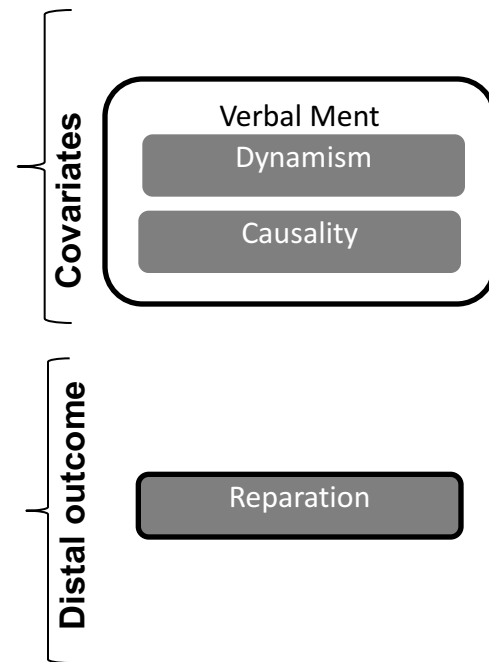 Covariates
Verbal Ment
Dynamism
Causality
Distal outcome
Reparation